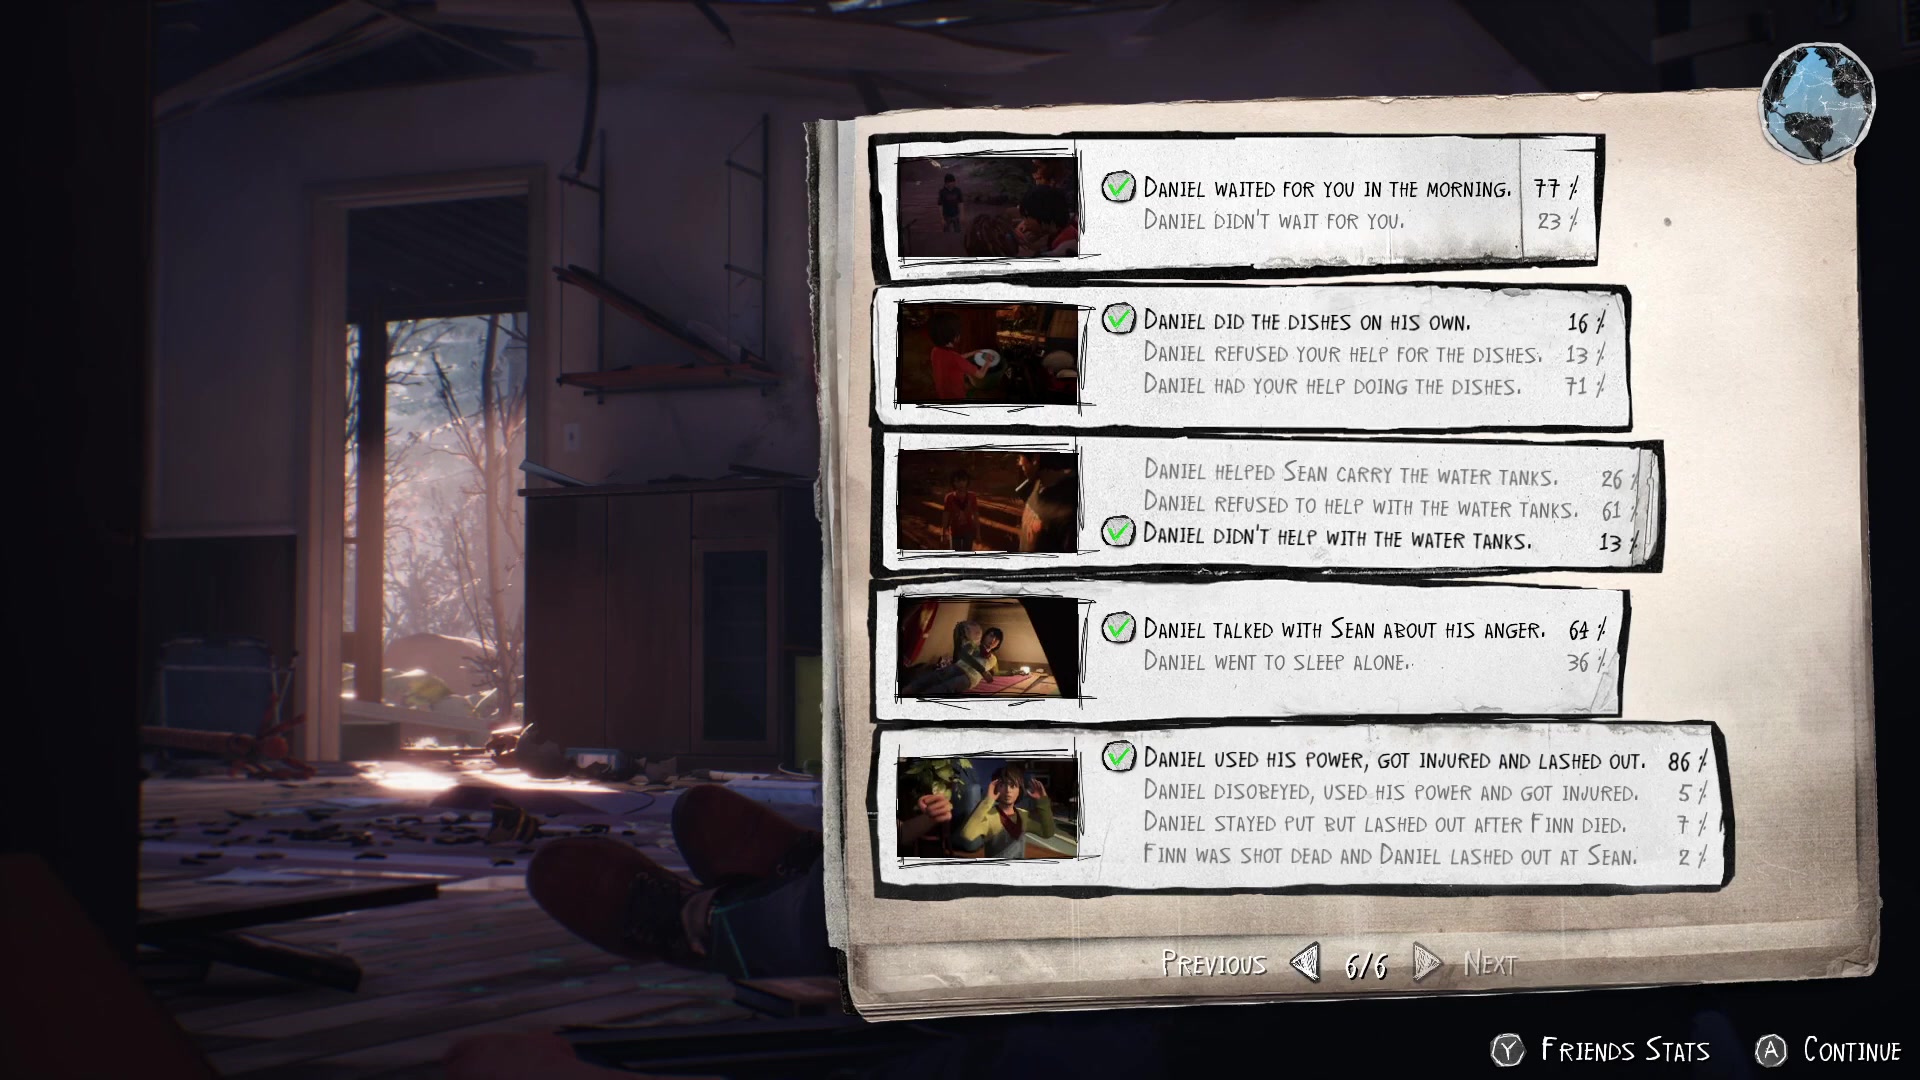 Daniel waited for you in the morning. 77 %
Daniel didn't wait for you. 23 %
Daniel did the dishes on his own. 16 %
Daniel refused your help for the dishes. 13 %
Daniel had your help doing the dishes. 71 %
Daniel helped Sean carry the water tanks. 26 %
Daniel refused to help with the water tanks. 61 %
Daniel didn't help with the water tanks. 13 %
Daniel talked with Sean about his anger. 64 %
Daniel went to sleep alone. 36 %
Daniel used his power, got injured and lashed out. 86 %
Daniel disobeyed, used his power and got injured. 5 %
Daniel stayed put but lashed out after Finn died. 7 %
Finn was shot dead and Daniel lashed out at Sean. 2 %
Previous 6/6 Next
Y Friends Stats A Continue